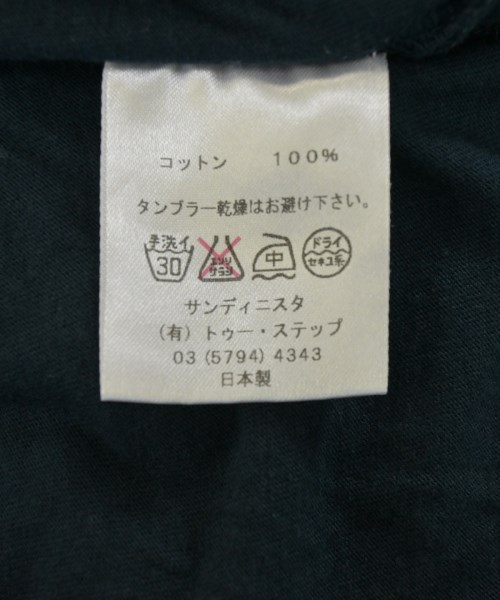 コットン 100%
タンブラー乾燥はお避け下さい。
手洗イ 30 エンソサラシ 中 ドライ セキユ系
サンディニスタ
(有) トゥー・ステップ
03 (5794) 4343
日本製